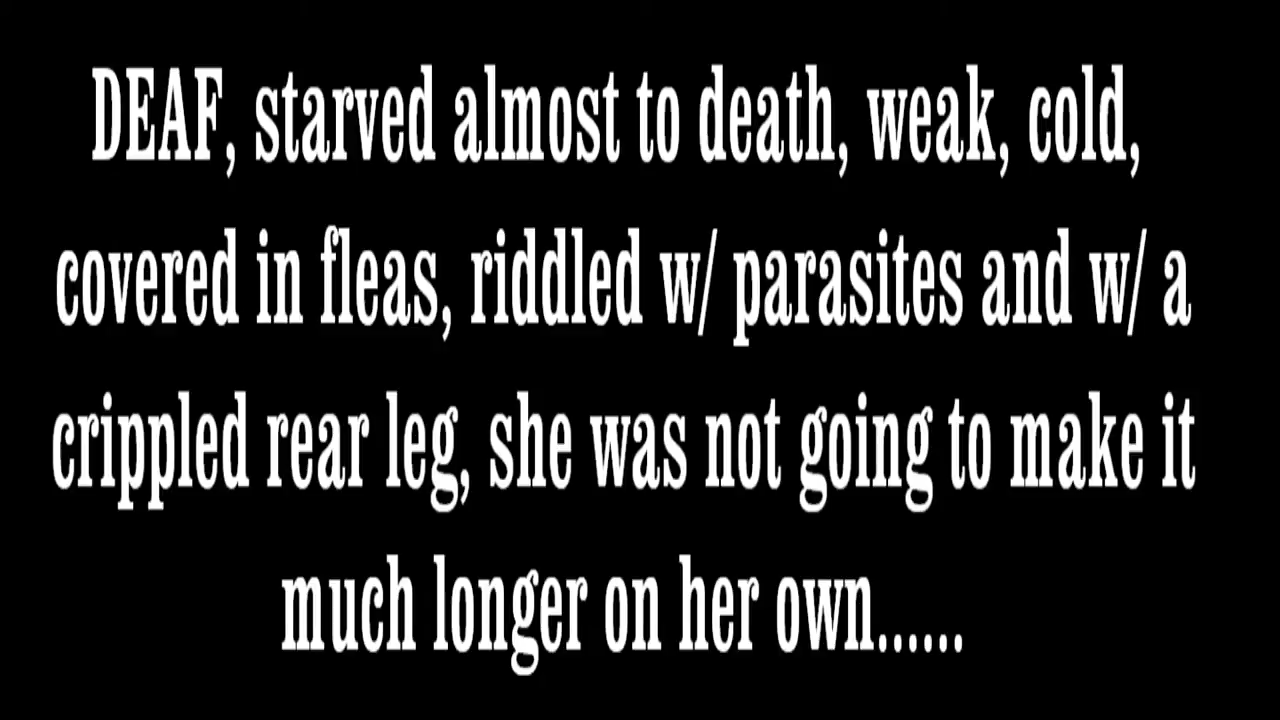 DEAF, starved almost to death, weak, cold,
covered in fleas, riddled w/ parasites and w/ a
crippled rear leg, she was not going to make it
much longer on her own......